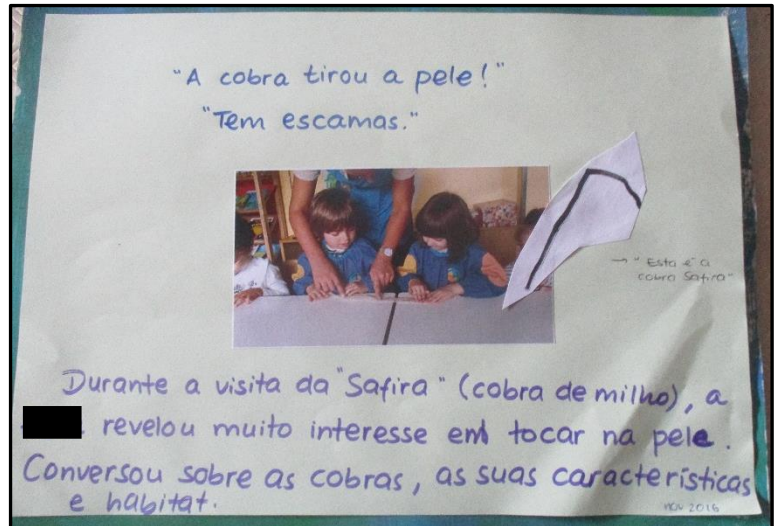 "A cobra tirou a pele!"
"Tem escamas."
→ "Esta é a
cobra Safira"
Durante a visita da "Safira" (cobra de milho), a
revelou muito interesse em tocar na pele.
Conversou sobre as cobras, as suas características
e habitat.
nov 2016